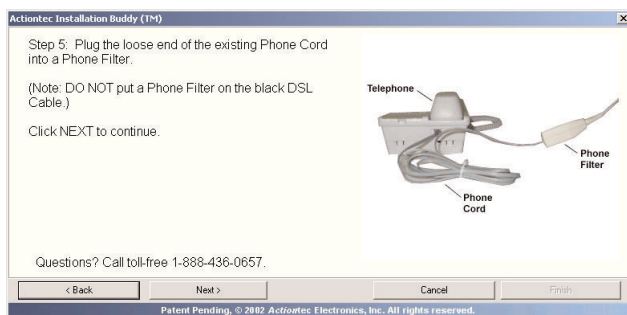 Actiontec Installation Buddy (TM)
Step 5: Plug the loose end of the existing Phone Cord
into a Phone Filter.
(Note: DO NOT put a Phone Filter on the black DSL
Cable.)
Click NEXT to continue.
Telephone
Phone
Filter
Phone
Cord
Questions? Call toll-free 1-888-436-0657.
< Back
Next >
Cancel
Finish
Patent Pending, © 2002 Actiontec Electronics, Inc. All rights reserved.